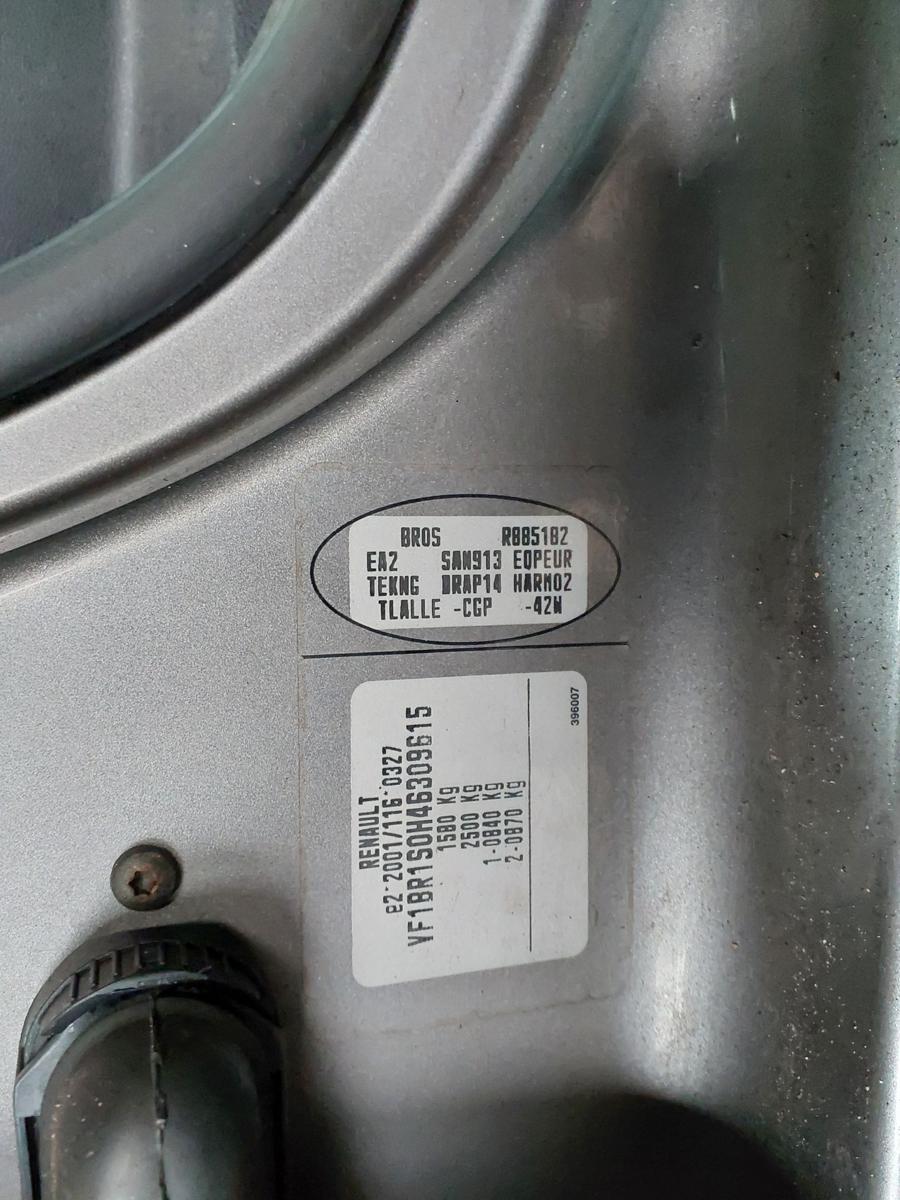 BROS R885182
EA2 SAN913 EQPEUR
TEKNG DRAP14 HARM02
TLALLE -CGP -42W
RENAULT
e2*2001/116*0327
VF1BR1S0H46309615
1580 Kg
2500 Kg
1-0840 Kg
2-0870 Kg
396007